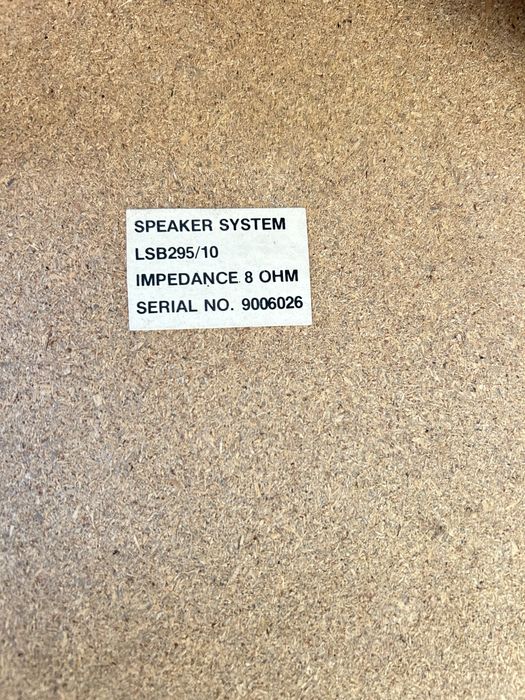 SPEAKER SYSTEM
LSB295/10
IMPEDANCE 8 OHM
SERIAL NO. 9006026